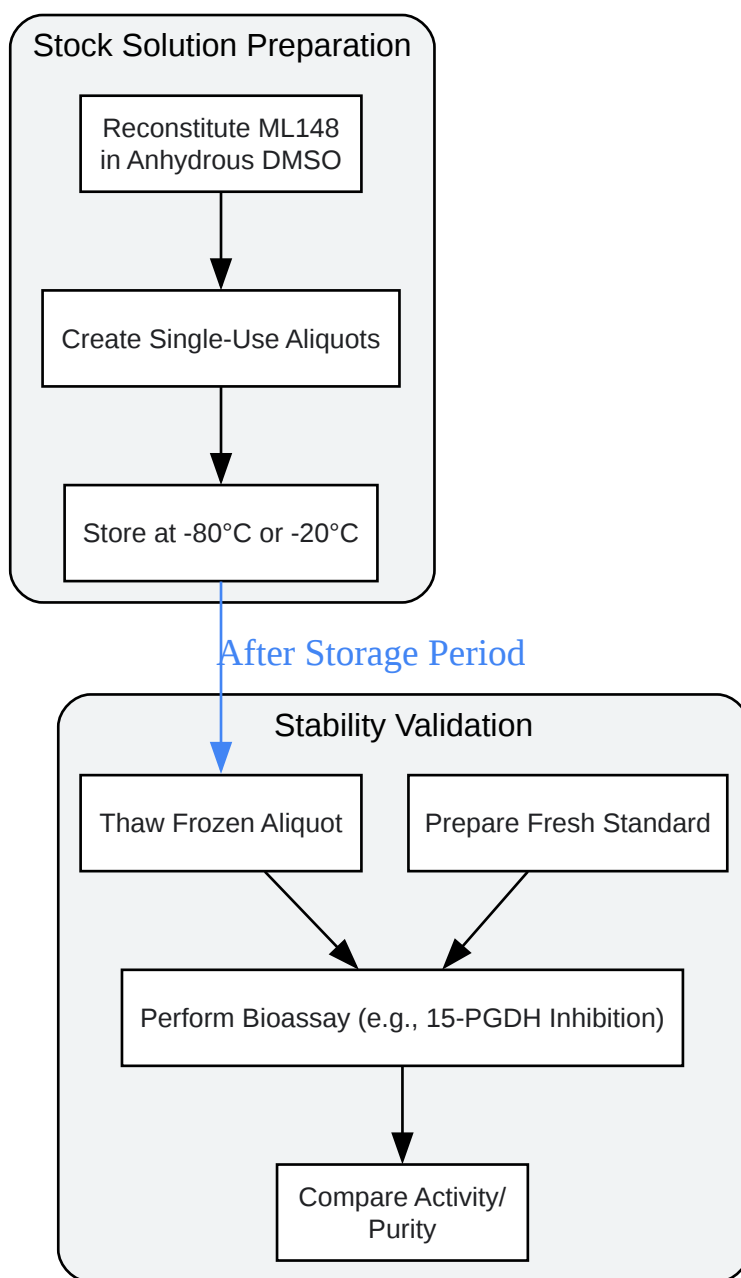 Stock Solution Preparation
Reconstitute ML148
in Anhydrous DMSO
Create Single-Use Aliquots
Store at -80°C or -20°C
After Storage Period
Stability Validation
Thaw Frozen Aliquot
Prepare Fresh Standard
Perform Bioassay (e.g., 15-PGDH Inhibition)
Compare Activity/
Purity